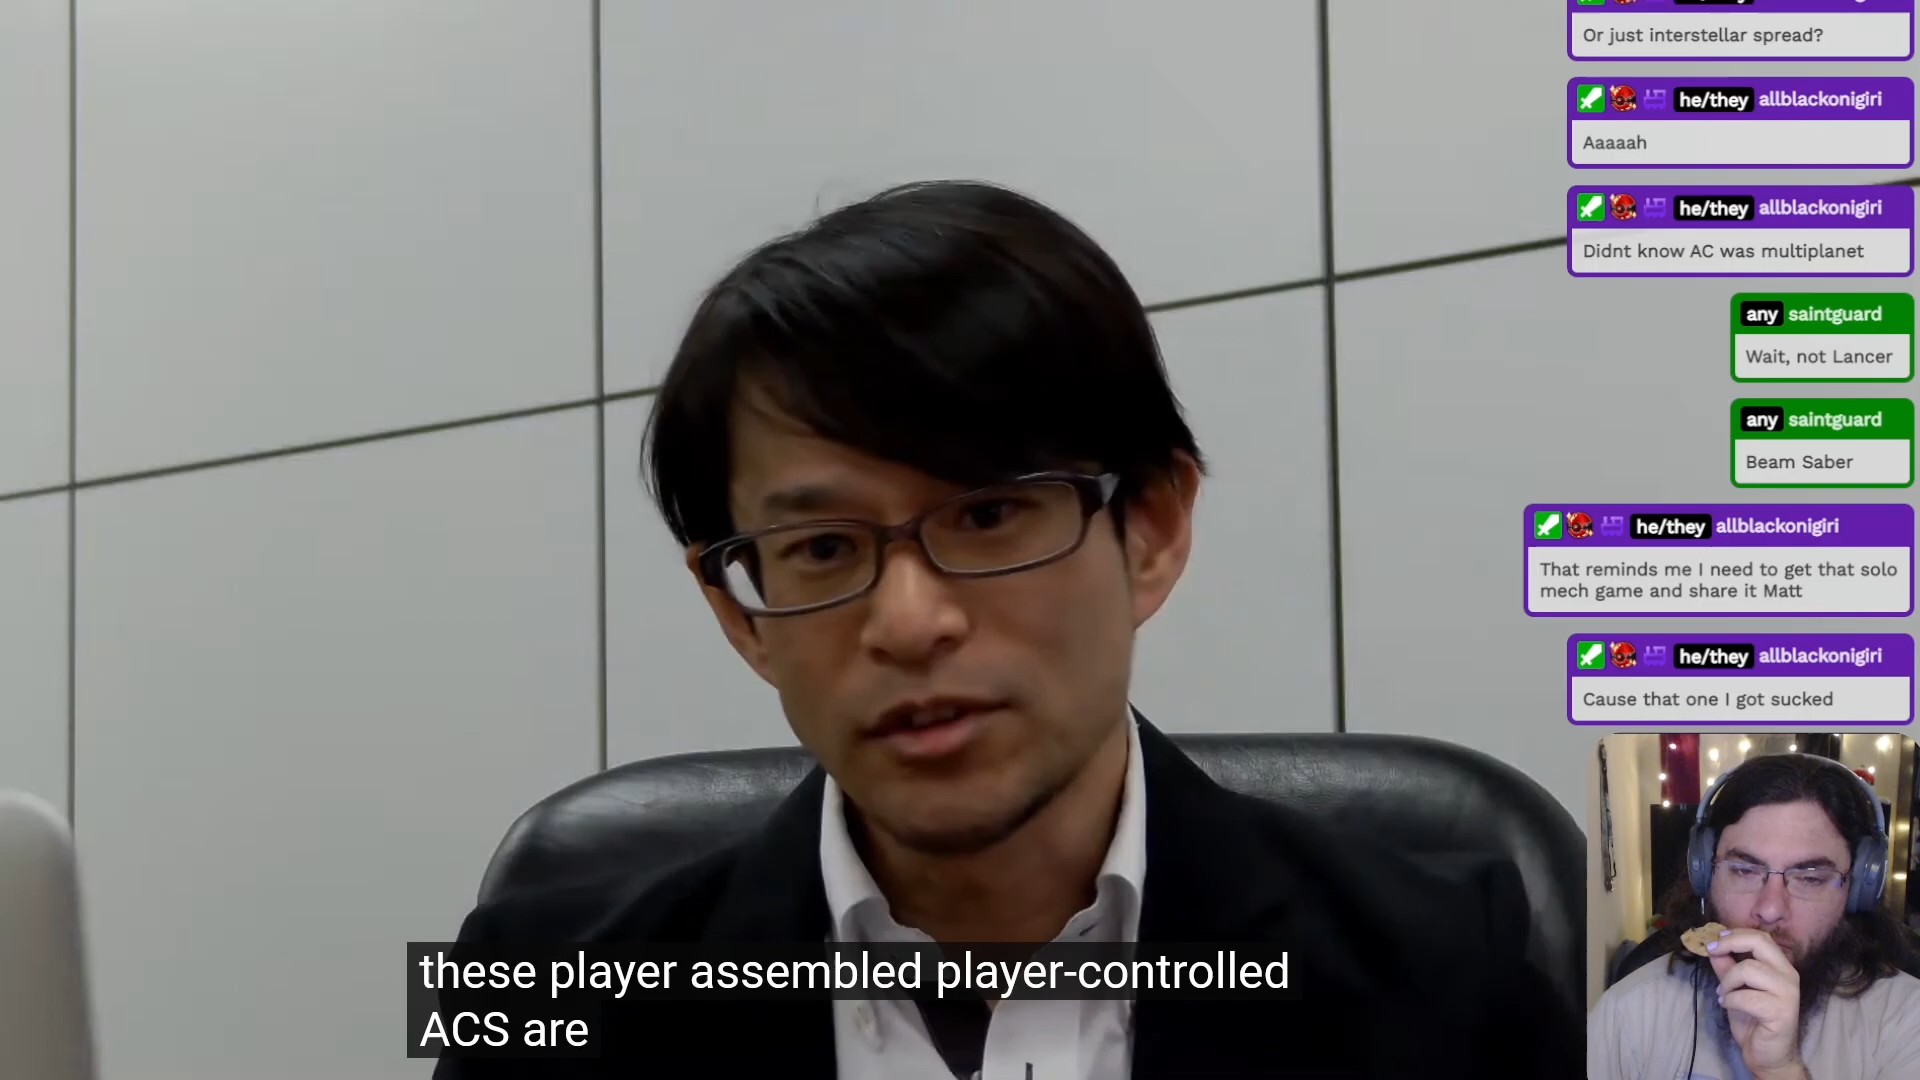 Or just interstellar spread?
he/they allblackonigiri
Aaaaah
he/they allblackonigiri
Didnt know AC was multiplanet
any saintguard
Wait, not Lancer
any saintguard
Beam Saber
he/they allblackonigiri
That reminds me I need to get that solo
mech game and share it Matt
he/they allblackonigiri
Cause that one I got sucked
these player assembled player-controlled
ACS are